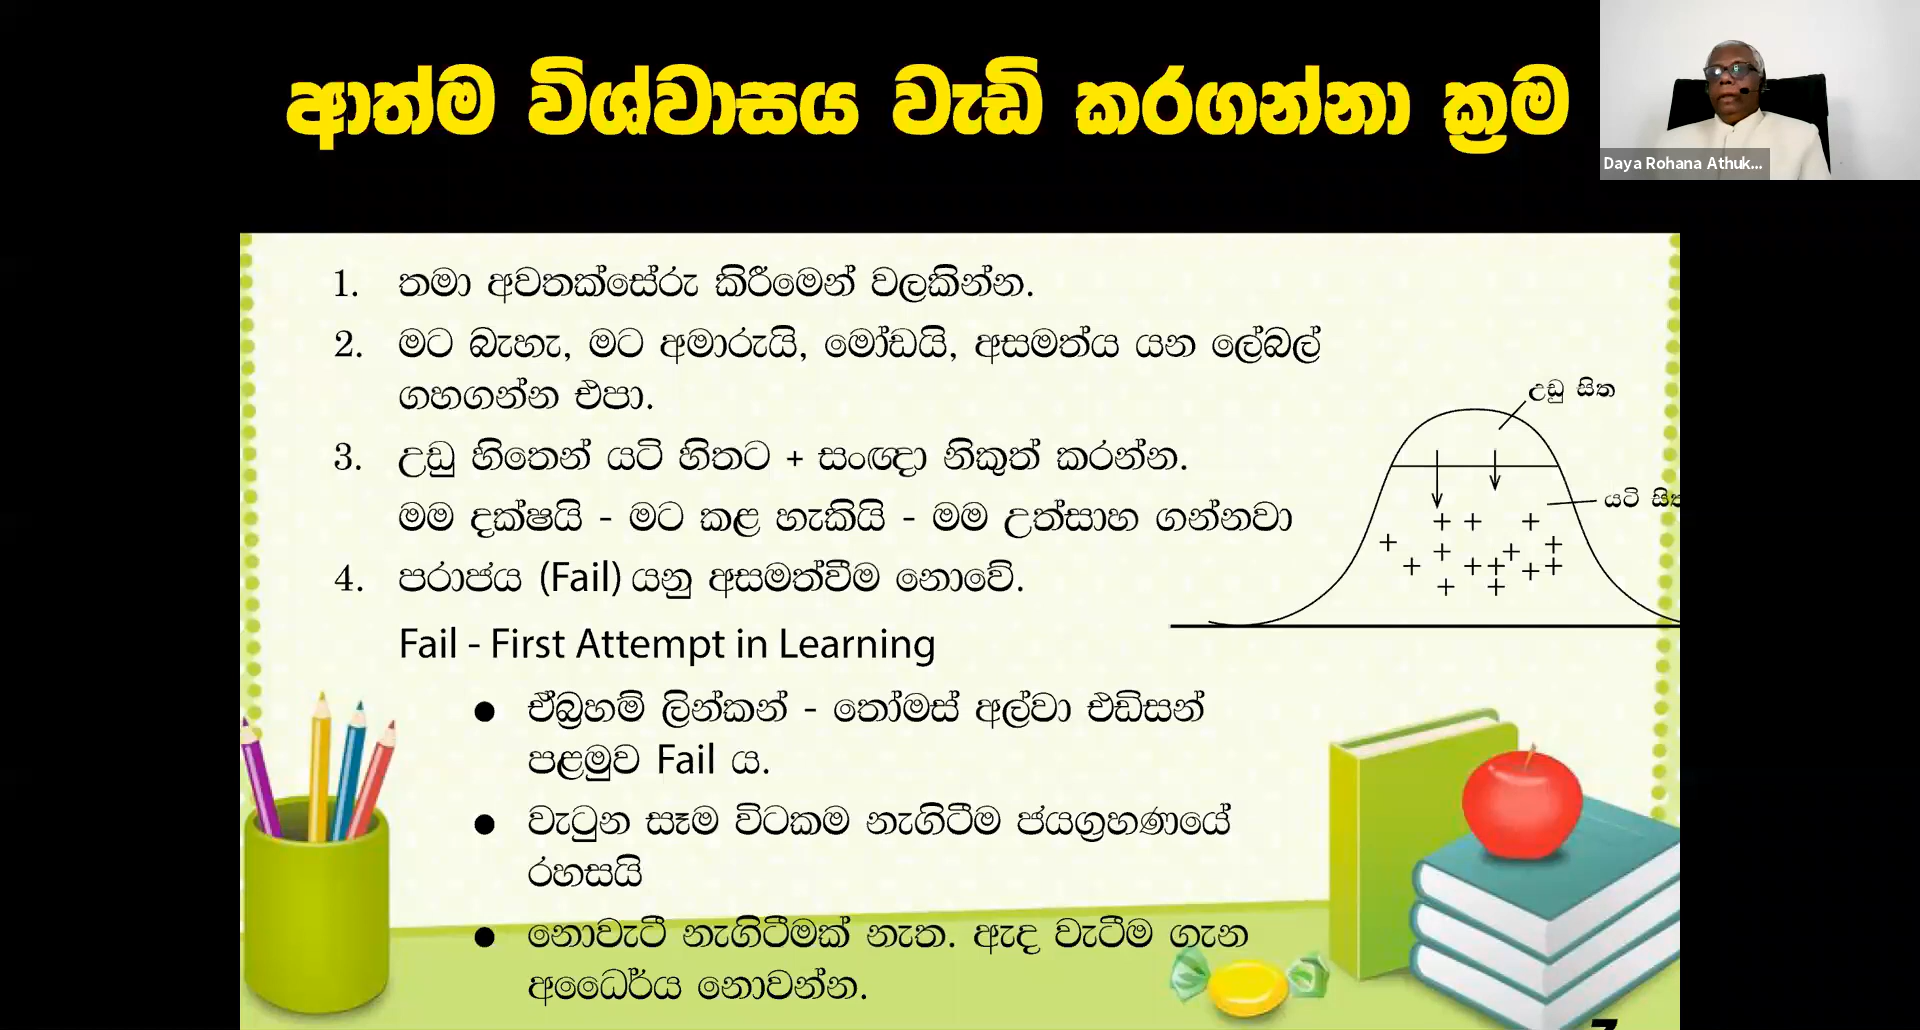 ආත්ම විශ්වාසය වැඩි කරගන්නා ක්‍රම
Daya Rohana Athuk...
1. තමා අවතක්සේරු කිරීමෙන් වලකින්න.
2. මට බැහැ, මට අමාරුයි, මෝඩයි, අසමත්ය යන ලේබල්
ගහගන්න එපා.
උඩු සිත
3. උඩු හිතෙන් යටි හිතට + සංඥා නිකුත් කරන්න.
යටි සිත
මම දක්ෂයි - මට කළ හැකියි - මම උත්සාහ ගන්නවා
4. පරාජය (Fail) යනු අසමත්වීම නොවේ.
Fail - First Attempt in Learning
● ඒබ්‍රහම් ලින්කන් - තෝමස් අල්වා එඩිසන්
පළමුව Fail ය.
● වැටුන සෑම විටකම නැගිටීම ජයග්‍රහණයේ
රහසයි
● නොවැටී නැගිටීමක් නැත. ඇද වැටීම ගැන
අධෛර්ය නොවන්න.